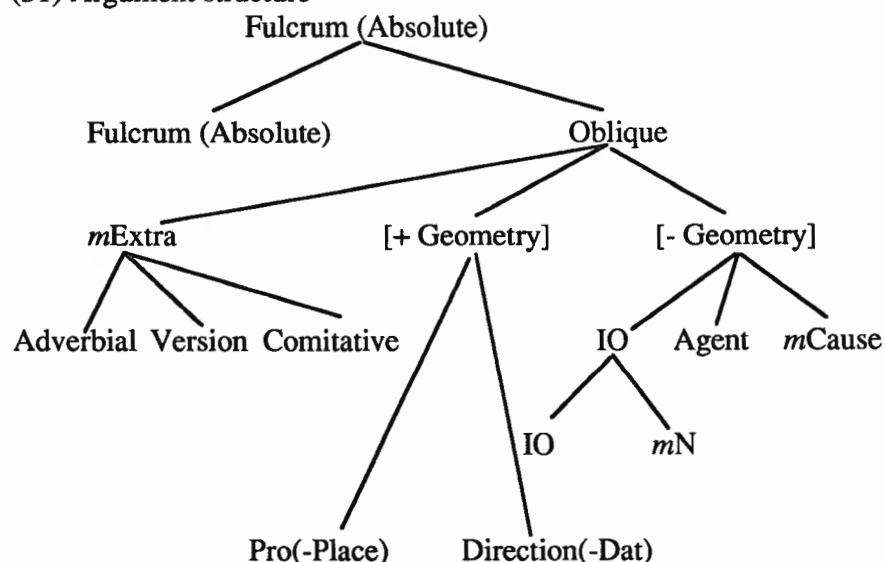 Fulcrum (Absolute)
Fulcrum (Absolute) Oblique
mExtra [+ Geometry] [- Geometry]
Adverbial Version Comitative IO Agent mCause
IO mN
Pro(-Place) Direction(-Dat)